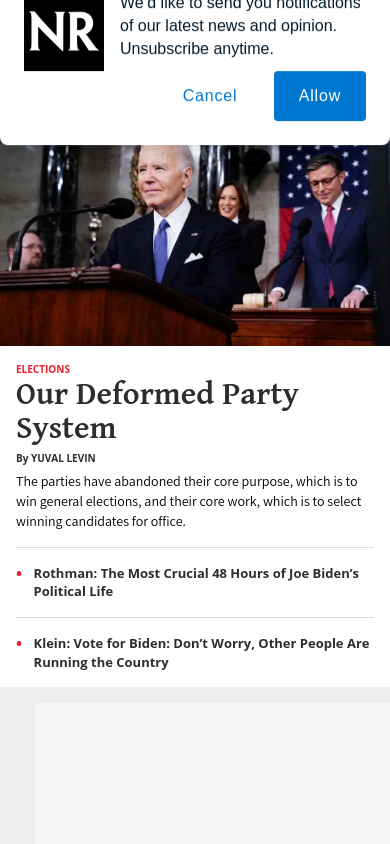 We'd like to send you notifications
NR
of our latest news and opinion.
Unsubscribe anytime.
Cancel
Allow
ELECTIONS
Our Deformed Party
System
By YUVAL LEVIN
The parties have abandoned their core purpose, which is to
win general elections, and their core work, which is to select
winning candidates for office.
• Rothman: The Most Crucial 48 Hours of Joe Biden’s
Political Life
• Klein: Vote for Biden: Don’t Worry, Other People Are
Running the Country